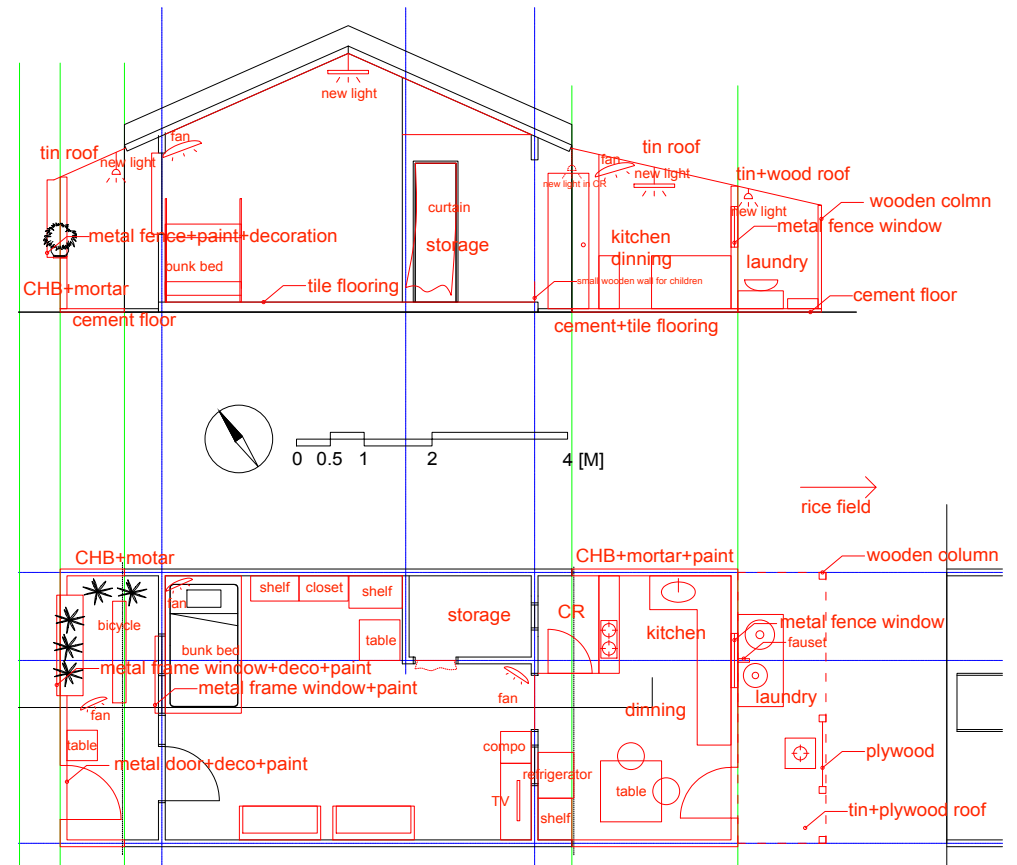 new light
fan
tin roof
new light
fan
tin roof
new light
new light in CR
tin+wood roof
new light
wooden colmn
metal fence window
curtain
storage
kitchen
dinning
laundry
metal fence+paint+decoration
bunk bed
tile flooring
small wooden wall for children
CHB+mortar
cement floor
cement floor
cement+tile flooring
0 0.5 1 2 4 [M]
rice field
CHB+motar
CHB+mortar+paint
wooden column
fan
shelf
closet
shelf
storage
CR
kitchen
metal fence window
fauset
bicycle
bunk bed
table
metal frame window+deco+paint
metal frame window+paint
fan
fan
laundry
dinning
table
compo
metal door+deco+paint
plywood
refrigerator
TV
table
shelf
tin+plywood roof